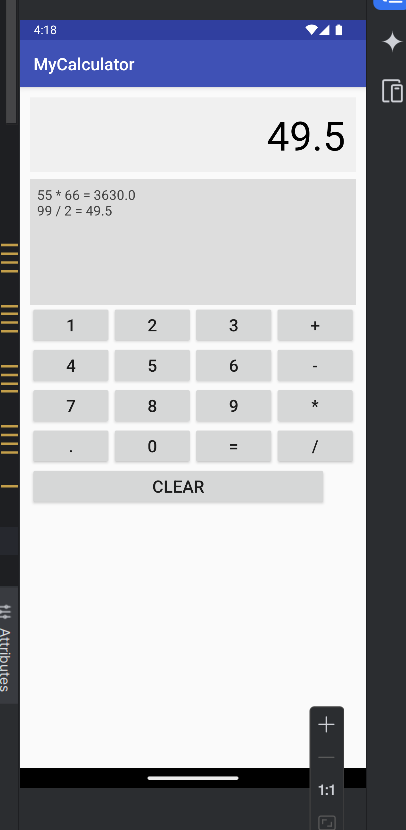 4:18
MyCalculator
49.5
55 * 66 = 3630.0
99 / 2 = 49.5
1 2 3 +
4 5 6 -
7 8 9 *
. 0 = /
CLEAR
Attributes
1:1